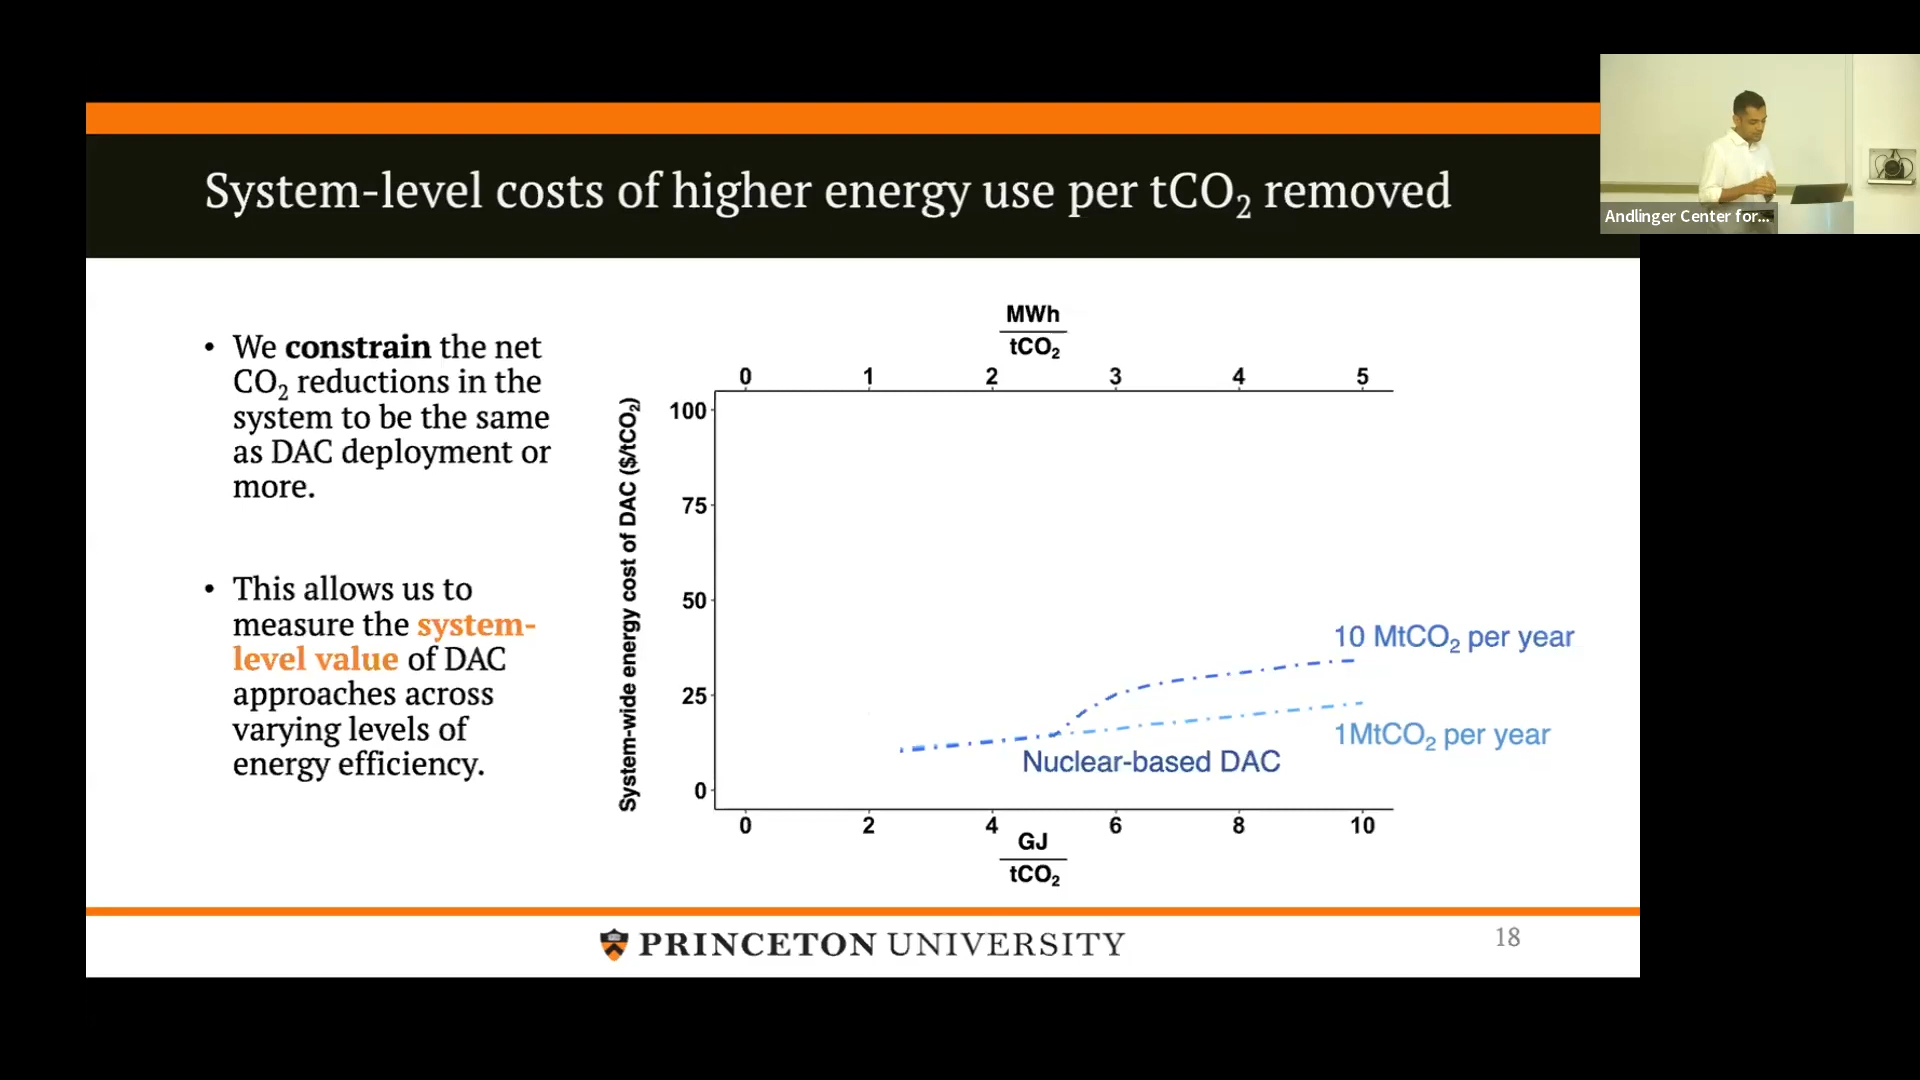 System-level costs of higher energy use per tCO₂ removed
Andlinger Center for...
• We constrain the net
CO₂ reductions in the
system to be the same
as DAC deployment or
more.
• This allows us to
measure the system-
level value of DAC
approaches across
varying levels of
energy efficiency.
MWh
tCO₂
0 1 2 3 4 5
System-wide energy cost of DAC ($/tCO₂)
100
75
50
25
0
10 MtCO₂ per year
1MtCO₂ per year
Nuclear-based DAC
0 2 4 6 8 10
GJ
tCO₂
PRINCETON UNIVERSITY
18